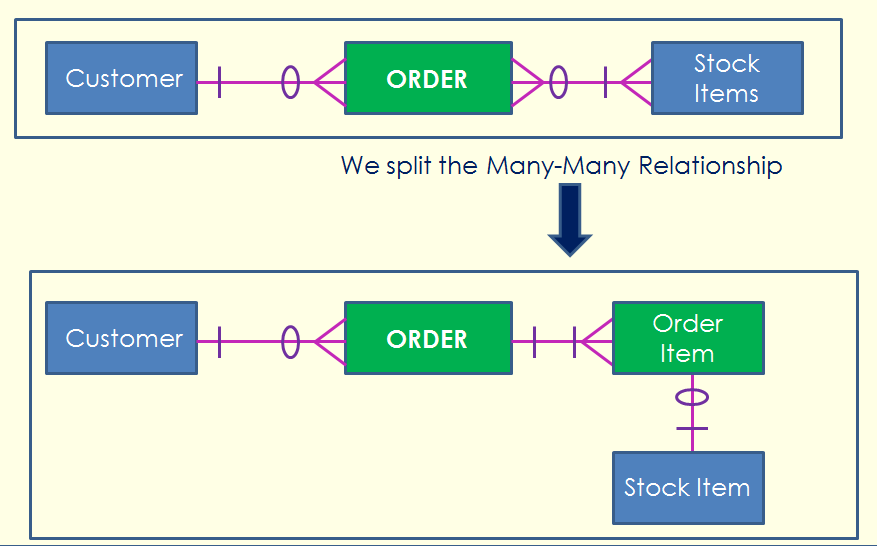 Customer
ORDER
Stock
Items
We split the Many-Many Relationship
Customer
ORDER
Order
Item
Stock Item